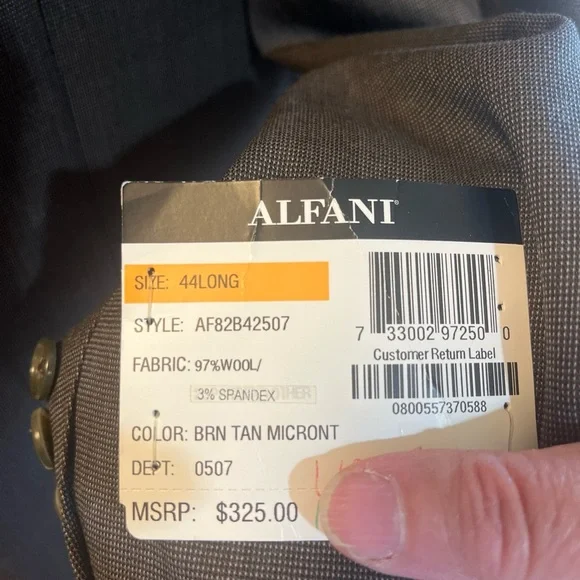 ALFANI®
SIZE: 44LONG
STYLE: AF82B42507
FABRIC: 97%WOOL/
3% SPANDEX
COLOR: BRN TAN MICRONT
DEPT: 0507
MSRP: $325.00
7 33002 97250 0
Customer Return Label
0800557370588